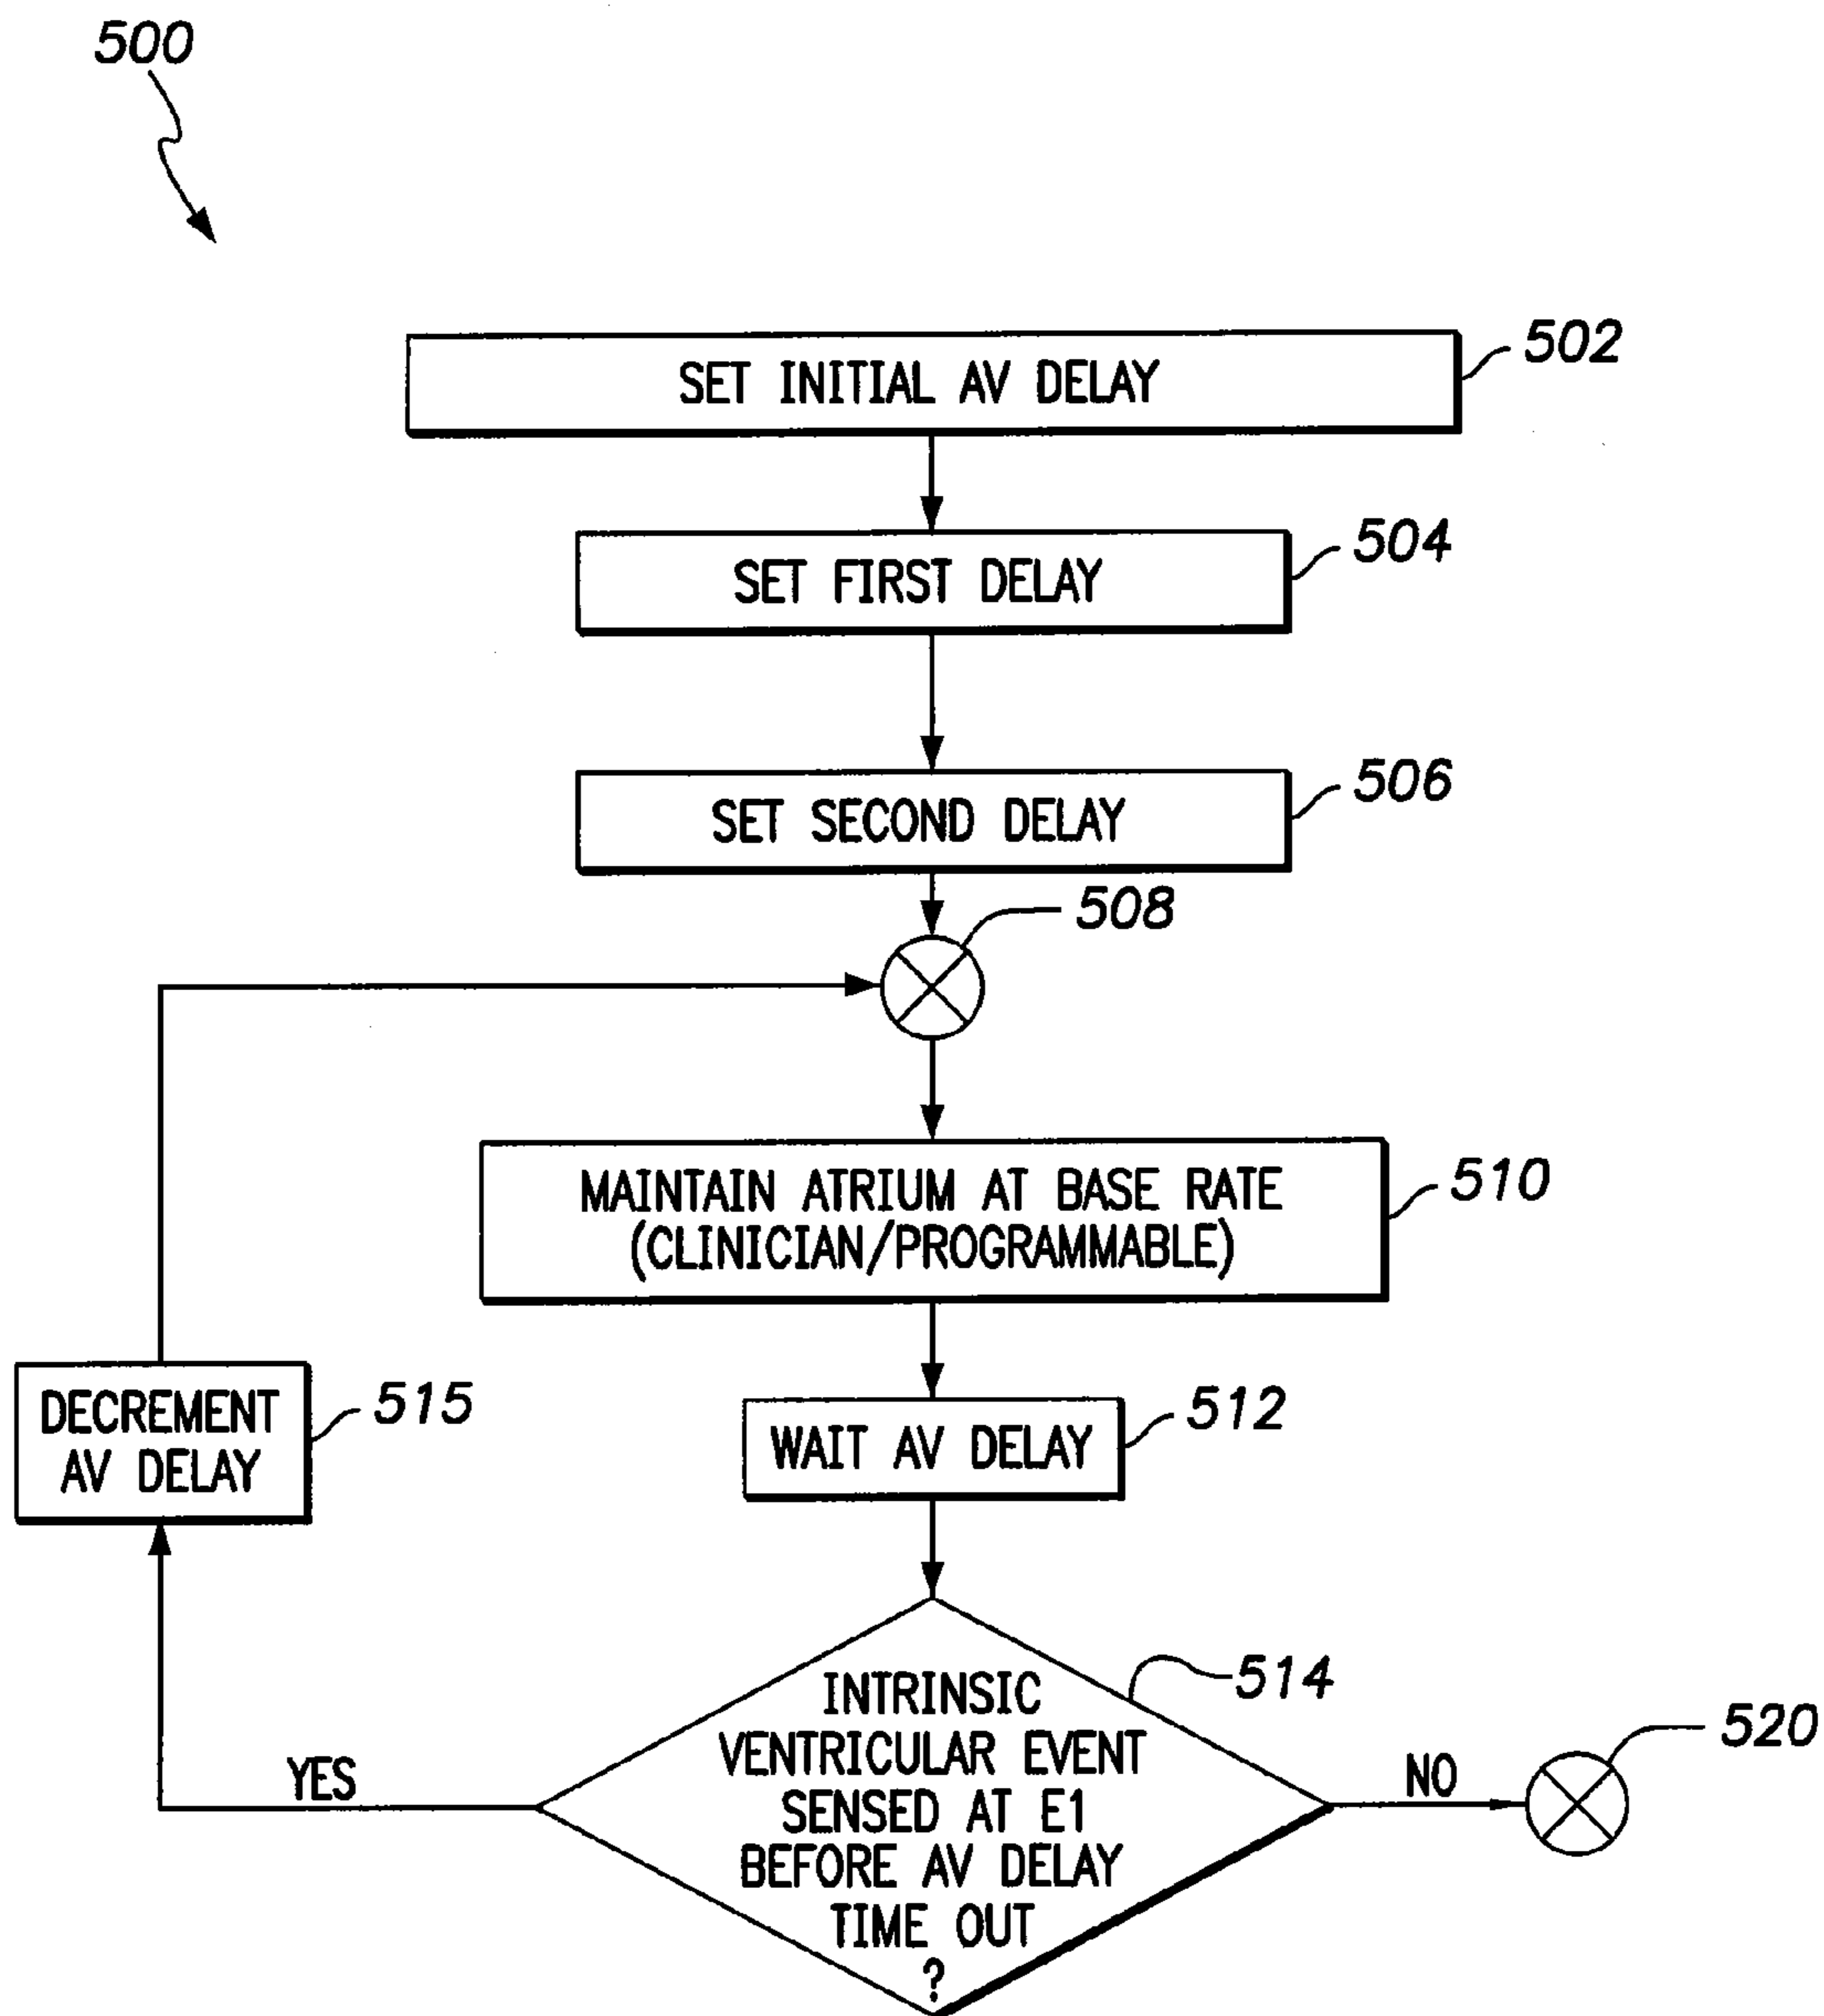 500
SET INITIAL AV DELAY
502
SET FIRST DELAY
504
SET SECOND DELAY
506
508
MAINTAIN ATRIUM AT BASE RATE
(CLINICIAN/PROGRAMMABLE)
510
DECREMENT
AV DELAY
515
WAIT AV DELAY
512
INTRINSIC
VENTRICULAR EVENT
SENSED AT E1
BEFORE AV DELAY
TIME OUT
?
514
YES
NO
520